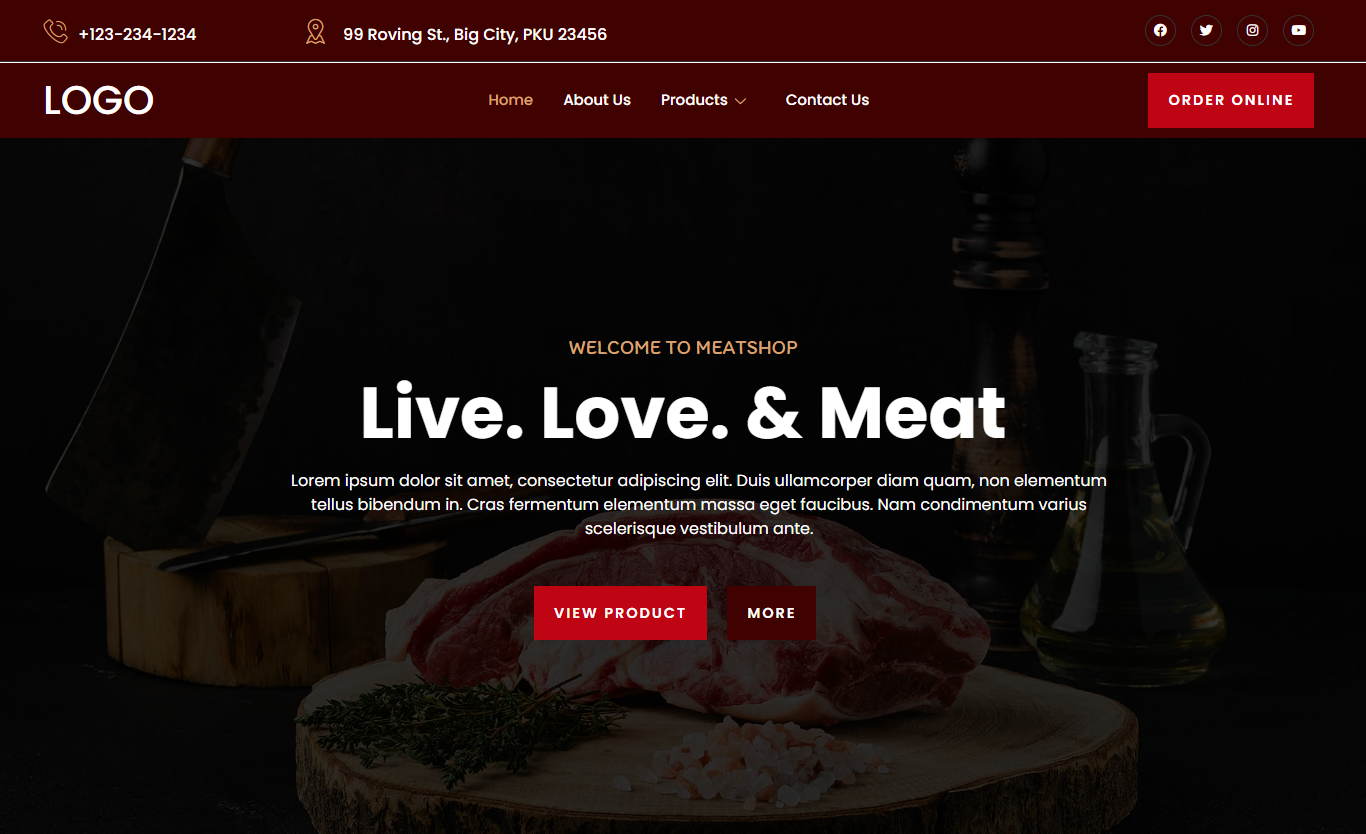 +123-234-1234
99 Roving St., Big City, PKU 23456
LOGO
Home
About Us
Products
Contact Us
ORDER ONLINE
WELCOME TO MEATSHOP
Live. Love. & Meat
Lorem ipsum dolor sit amet, consectetur adipiscing elit. Duis ullamcorper diam quam, non elementum
tellus bibendum in. Cras fermentum elementum massa eget faucibus. Nam condimentum varius
scelerisque vestibulum ante.
VIEW PRODUCT
MORE